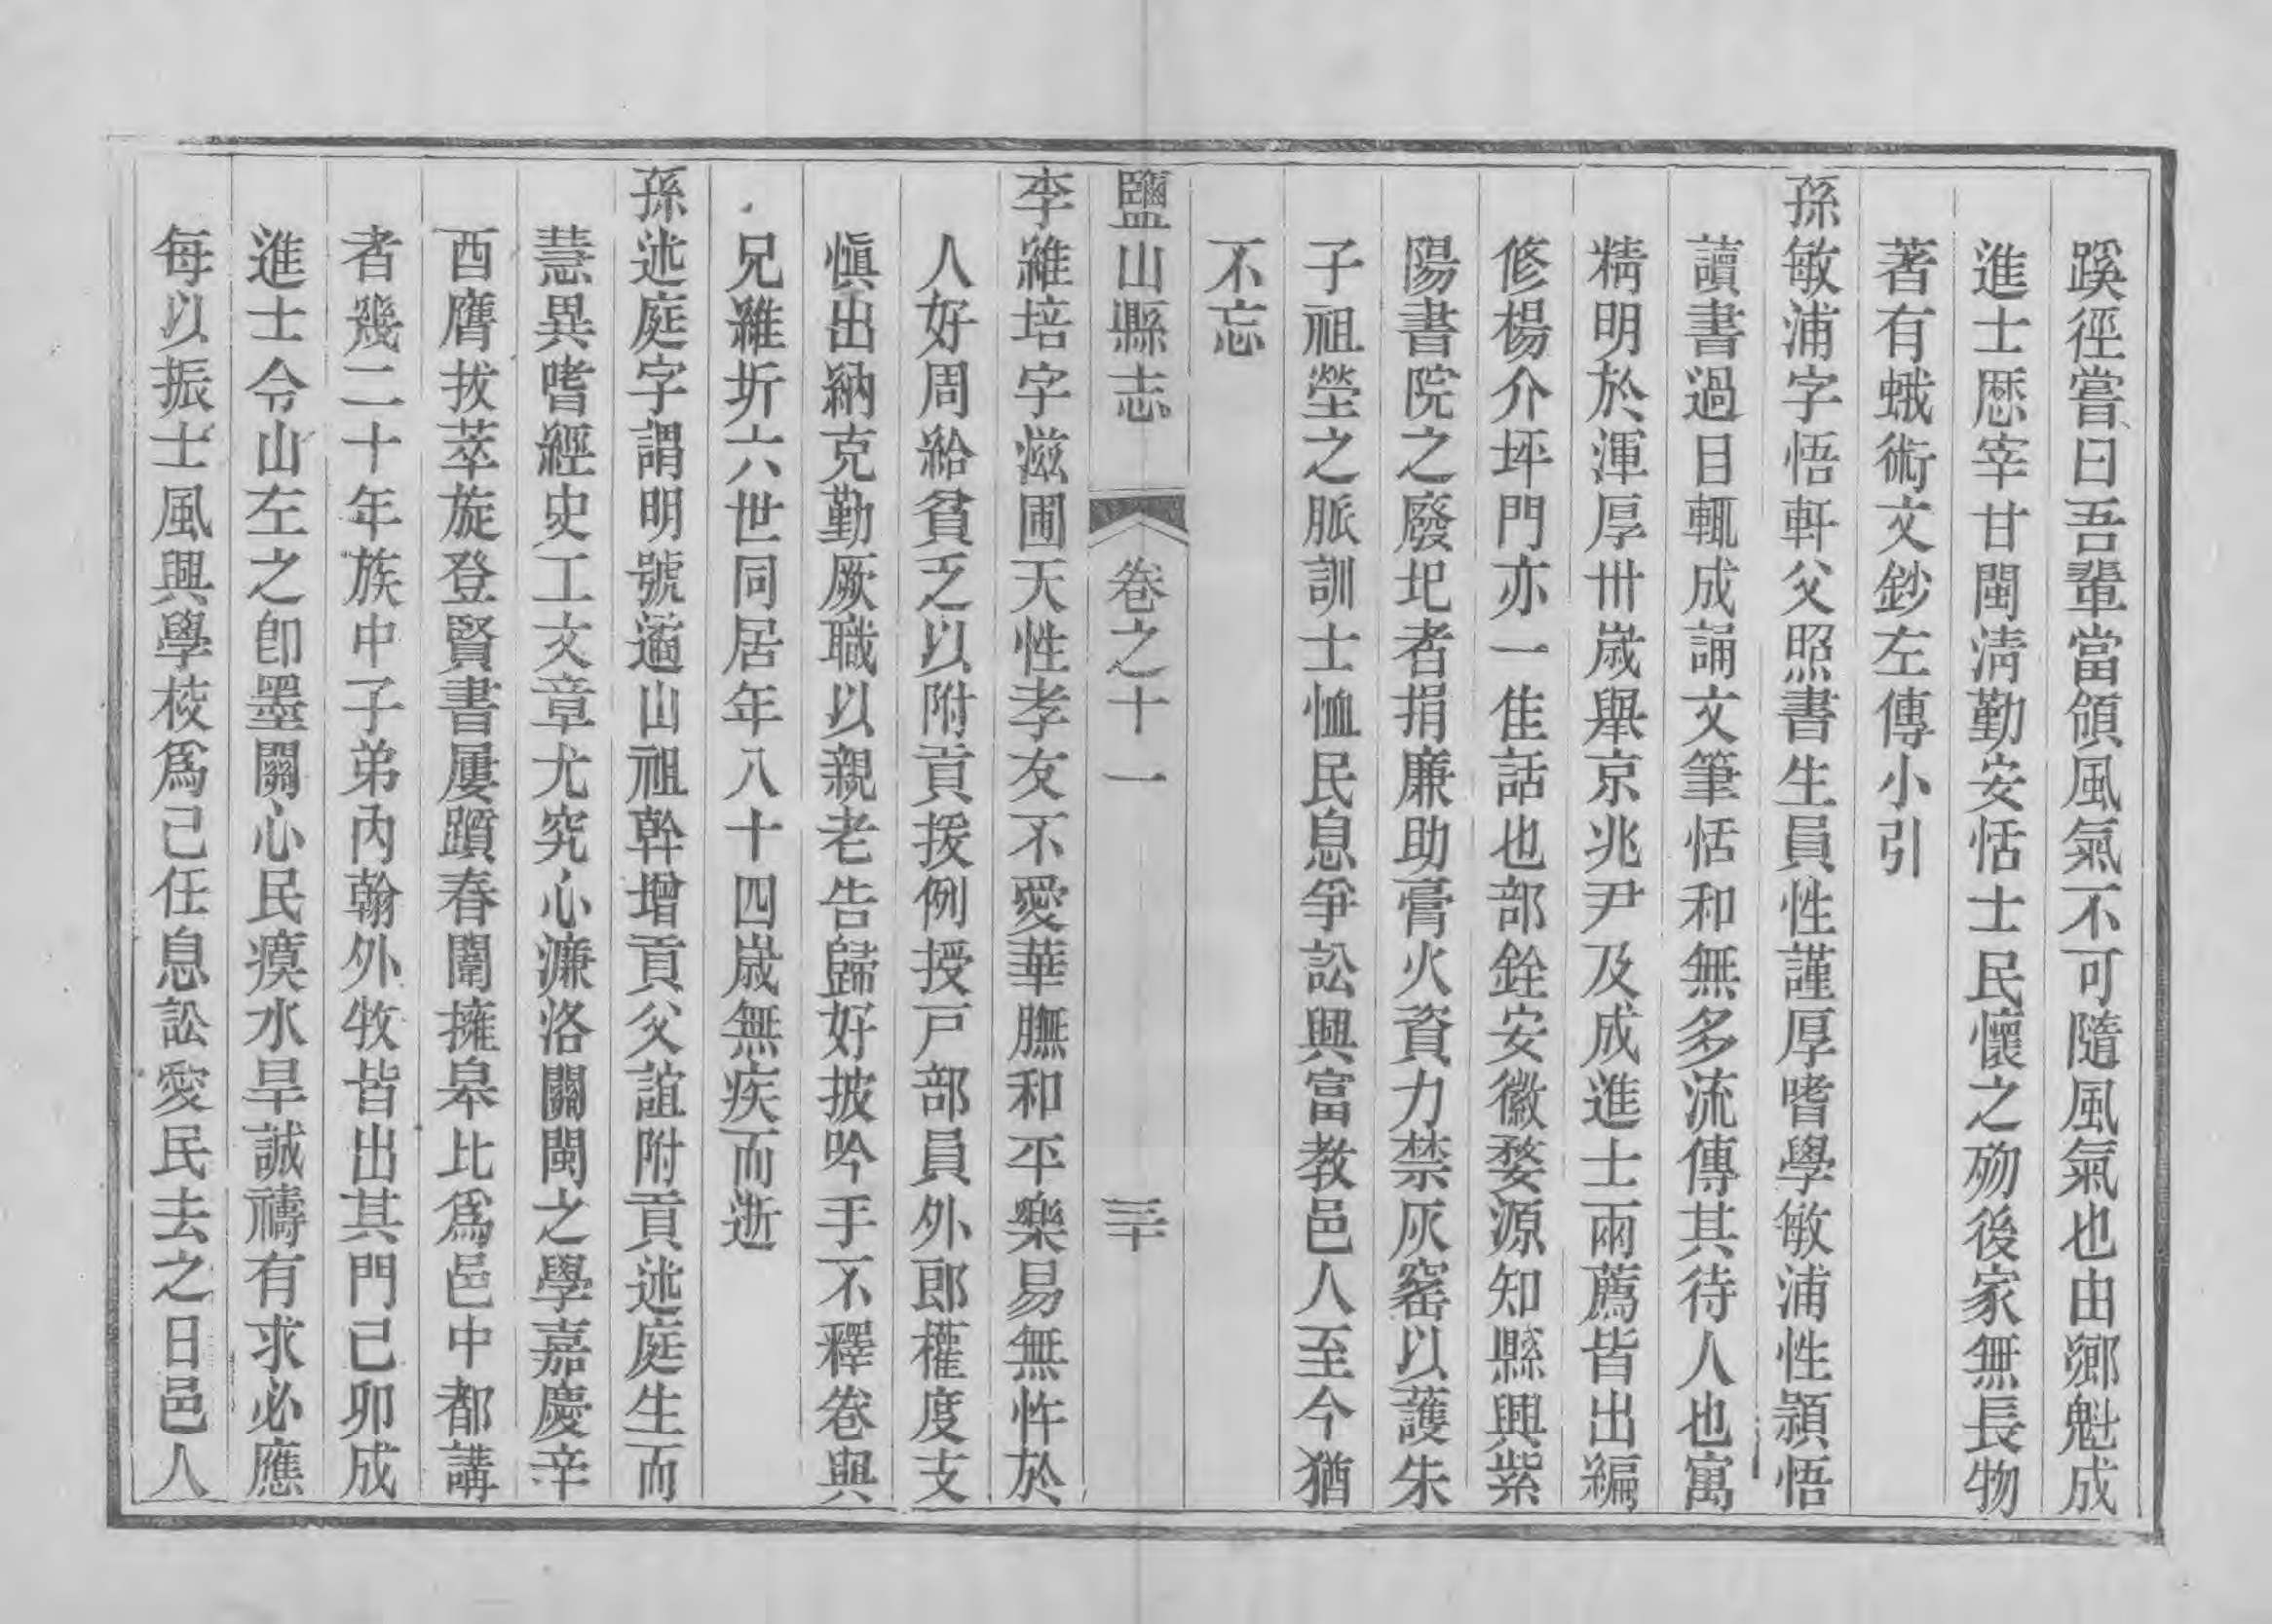 蹊徑嘗曰吾輩當領風氣不可隨風氣也由鄉魁成
進士歷宰甘閩淸勤安恬士民懷之歾後家無長物
著有蛾術文鈔左傳小引
孫敏浦字悟軒父照書生員性謹厚嗜學敏浦性穎悟
讀書過目輒成誦文筆恬和無多流傳其待人也寓
精明於渾厚卅歲舉京兆尹及成進士兩薦皆出編
修楊介坪門亦一佳話也部銓安徽婺源知縣興紫
陽書院之廢圯者捐廉助膏火資力禁灰窰以護朱
子祖塋之脈訓士恤民息爭訟興富教邑人至今猶
不忘
鹽山縣志 卷之十一 三十
李維培字滋圃天性孝友不愛華膴和平樂易無忤於
人好周給貧乏以附貢援例授戸部員外郎權度支
愼出納克勤厥職以親老告歸好披吟手不釋卷與
兄維圻六世同居年八十四歲無疾而逝
孫述庭字謂明號蓫山祖幹增貢父誼附貢述庭生而
慧異嗜經史工文章尤究心濂洛關閩之學嘉慶辛
酉膺拔萃旋登賢書屢躓春闈擁皋比爲邑中都講
者幾二十年族中子弟內翰外牧皆出其門己卯成
進士令山左之卽墨關心民瘼水旱誠禱有求必應
每以振士風興學校爲己任息訟愛民去之日邑人